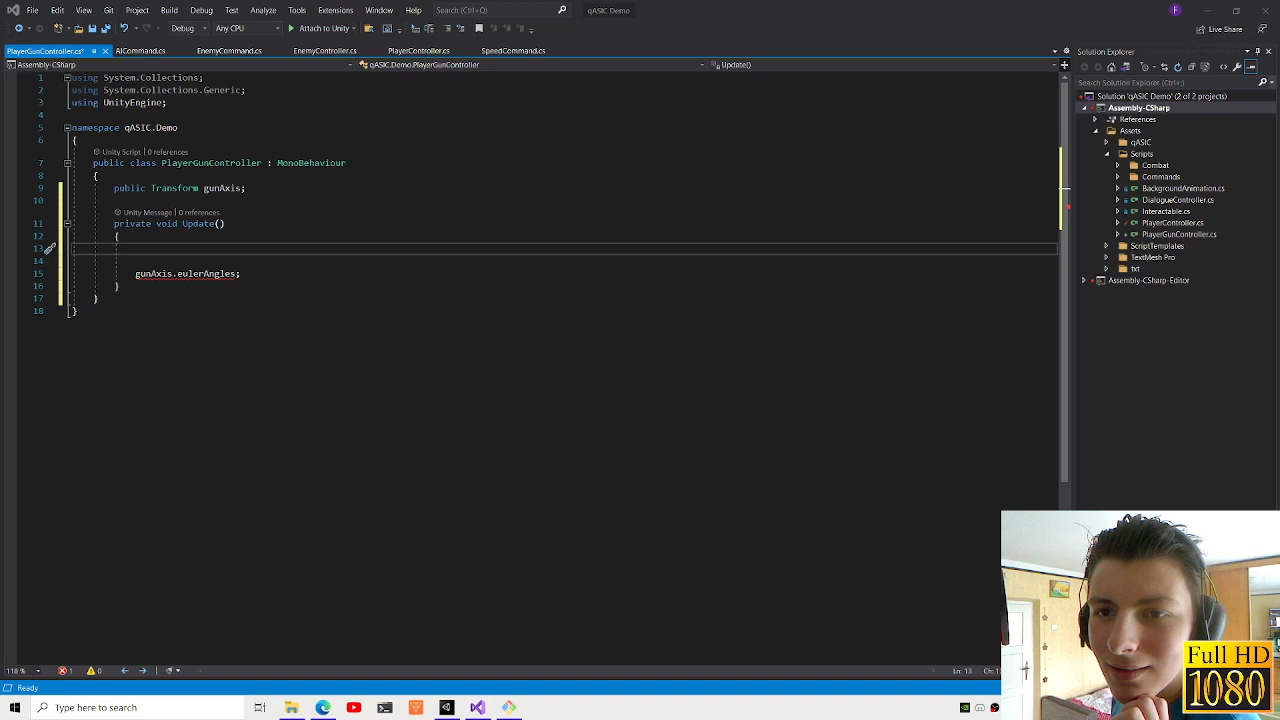 File Edit View Git Project Build Debug Test Analyze Tools Extensions Window Help Search (Ctrl+Q) qASIC Demo F
Debug Any CPU Attach to Unity Live Share
PlayerGunController.cs* AICommand.cs EnemyCommand.cs EnemyController.cs PlayerController.cs SpeedCommand.cs
Assembly-CSharp qASIC.Demo.PlayerGunController Update()
1 using System.Collections;
2 using System.Collections.Generic;
3 using UnityEngine;
4
5 namespace qASIC.Demo
6 {
Unity Script | 0 references
7 public class PlayerGunController : MonoBehaviour
8 {
9 public Transform gunAxis;
10
Unity Message | 0 references
11 private void Update()
12 {
13
14
15 gunAxis.eulerAngles;
16 }
17 }
18 }
Solution Explorer
Search Solution Explorer (Ctrl+;)
Solution 'qASIC Demo' (2 of 2 projects)
Assembly-CSharp
References
Assets
qASIC
Scripts
Combat
Commands
BackgroundAnimation.cs
DialogueController.cs
Interactable.cs
PlayerController.cs
PlayerGunController.cs
ScriptTemplates
TextMesh Pro
txt
Assembly-CSharp-Editor
118 % 1 0 Ln: 13
Ready
Type here to search
Full HD
1080